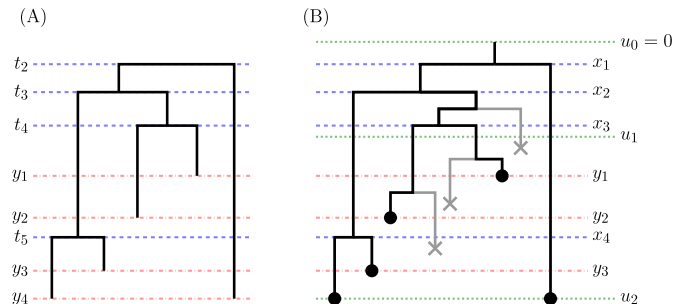 (A)
(B)
t₂
t₃
t₄
y₁
y₂
t₅
y₃
y₄
u₀ = 0
x₁
x₂
x₃
u₁
y₁
y₂
x₄
y₃
u₂